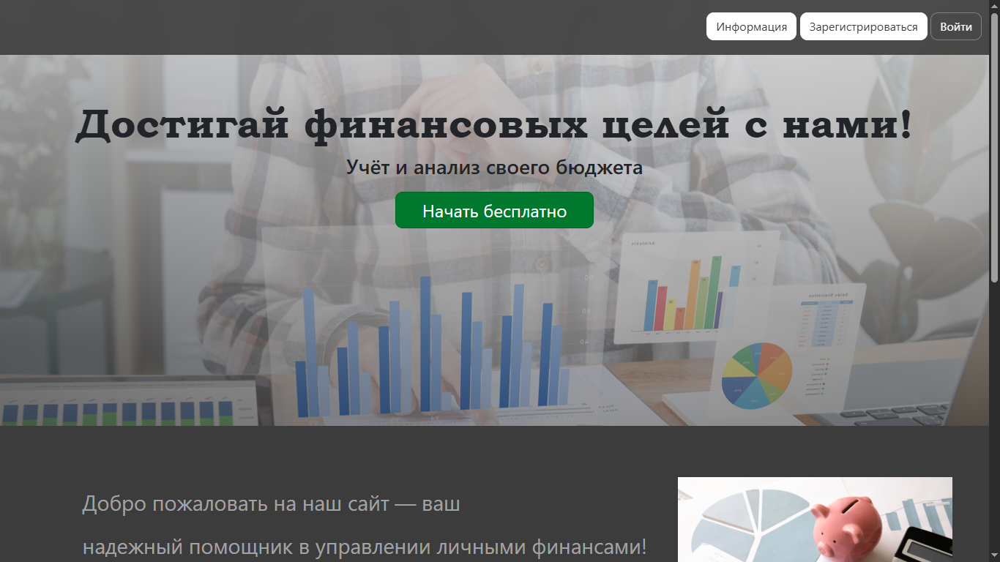 Информация
Зарегистрироваться
Войти
Достигай финансовых целей с нами!
Учёт и анализ своего бюджета
Начать бесплатно
Добро пожаловать на наш сайт — ваш
надежный помощник в управлении личными финансами!